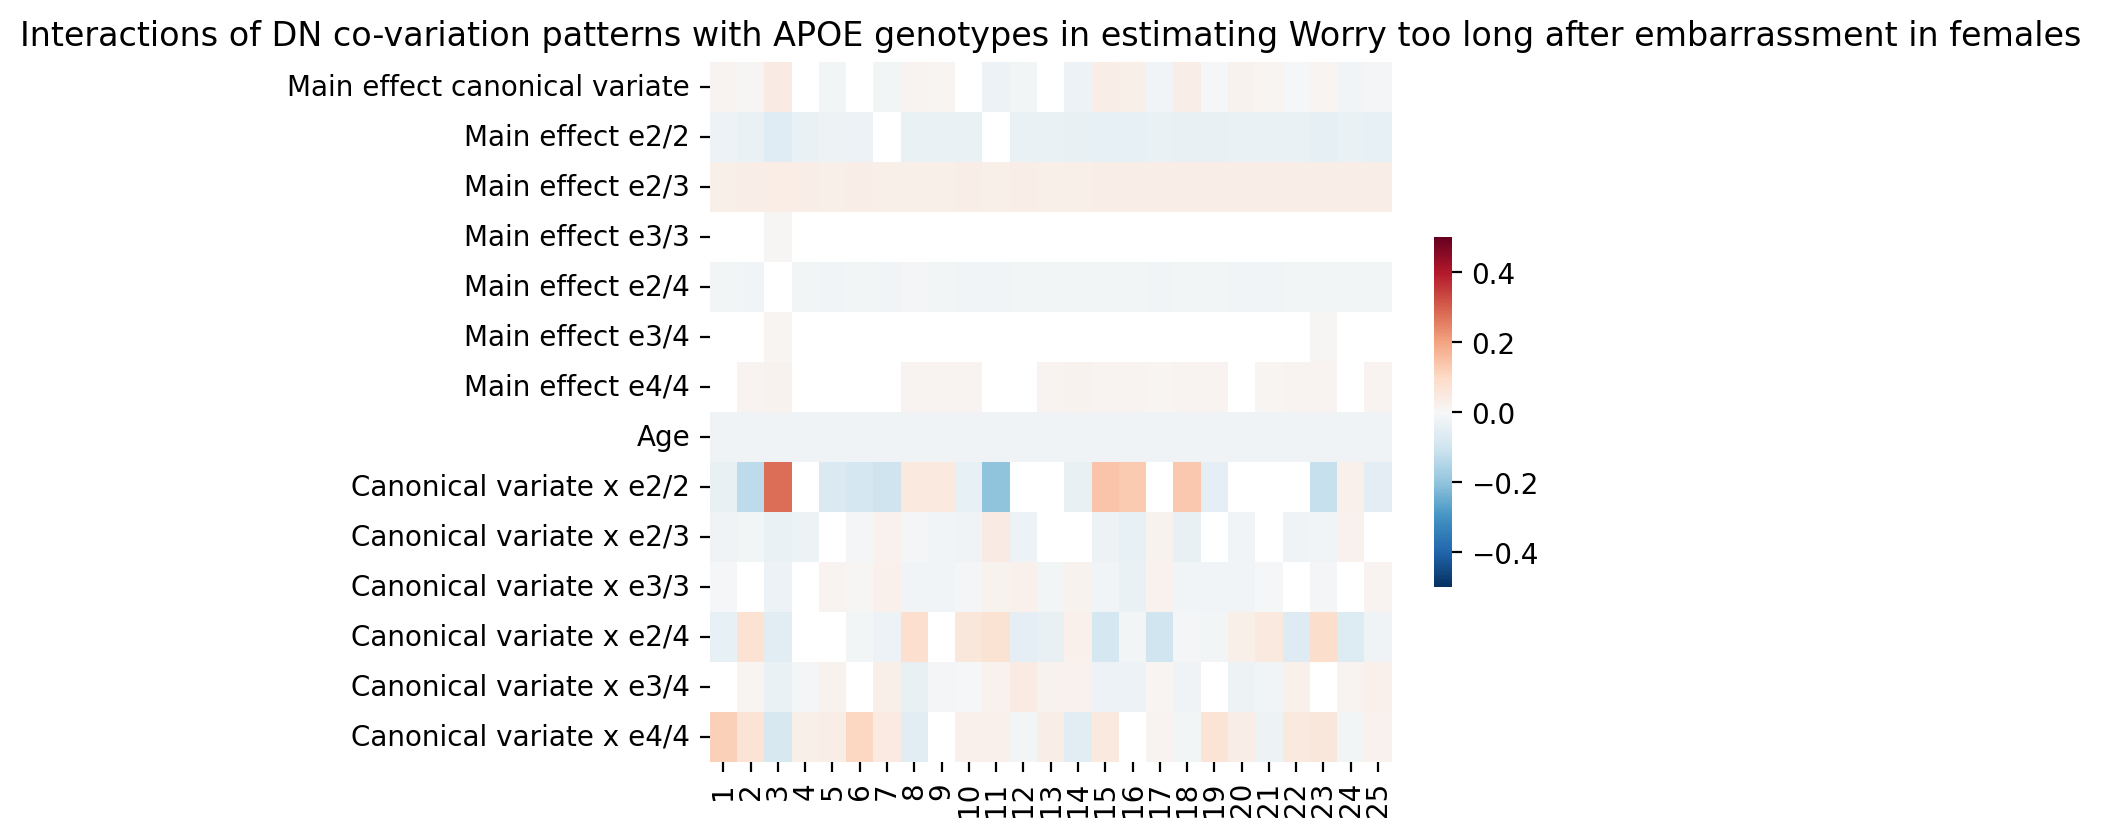 Interactions of DN co-variation patterns with APOE genotypes in estimating Worry too long after embarrassment in females
Main effect canonical variate
Main effect e2/2
Main effect e2/3
Main effect e3/3
Main effect e2/4
Main effect e3/4
Main effect e4/4
Age
Canonical variate x e2/2
Canonical variate x e2/3
Canonical variate x e3/3
Canonical variate x e2/4
Canonical variate x e3/4
Canonical variate x e4/4
1
2
3
4
5
6
7
8
9
10
11
12
13
14
15
16
17
18
19
20
21
22
23
24
25
0.4
0.2
0.0
−0.2
−0.4